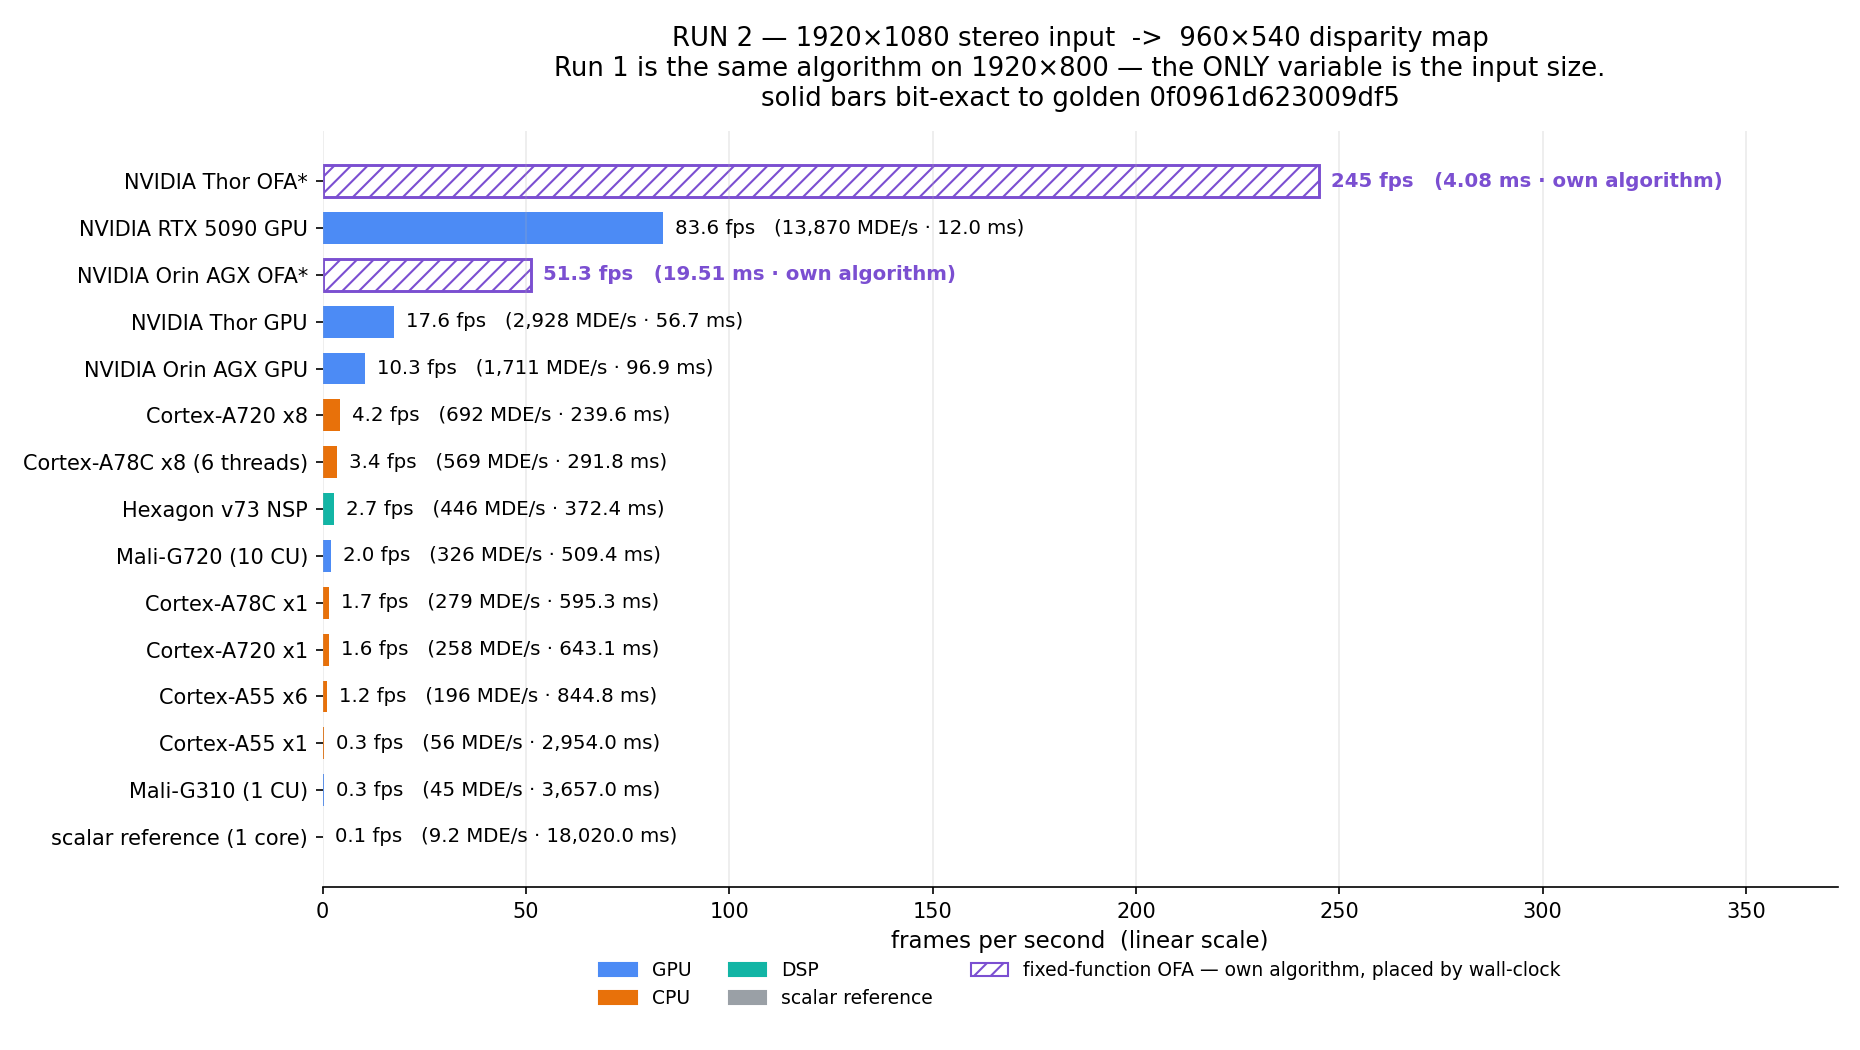 RUN 2 — 1920×1080 stereo input  ->  960×540 disparity map
Run 1 is the same algorithm on 1920×800 — the ONLY variable is the input size.
solid bars bit-exact to golden 0f0961d623009df5
NVIDIA Thor OFA* 245 fps (4.08 ms · own algorithm)
NVIDIA RTX 5090 GPU 83.6 fps (13,870 MDE/s · 12.0 ms)
NVIDIA Orin AGX OFA* 51.3 fps (19.51 ms · own algorithm)
NVIDIA Thor GPU 17.6 fps (2,928 MDE/s · 56.7 ms)
NVIDIA Orin AGX GPU 10.3 fps (1,711 MDE/s · 96.9 ms)
Cortex-A720 x8 4.2 fps (692 MDE/s · 239.6 ms)
Cortex-A78C x8 (6 threads) 3.4 fps (569 MDE/s · 291.8 ms)
Hexagon v73 NSP 2.7 fps (446 MDE/s · 372.4 ms)
Mali-G720 (10 CU) 2.0 fps (326 MDE/s · 509.4 ms)
Cortex-A78C x1 1.7 fps (279 MDE/s · 595.3 ms)
Cortex-A720 x1 1.6 fps (258 MDE/s · 643.1 ms)
Cortex-A55 x6 1.2 fps (196 MDE/s · 844.8 ms)
Cortex-A55 x1 0.3 fps (56 MDE/s · 2,954.0 ms)
Mali-G310 (1 CU) 0.3 fps (45 MDE/s · 3,657.0 ms)
scalar reference (1 core) 0.1 fps (9.2 MDE/s · 18,020.0 ms)
0 50 100 150 200 250 300 350
frames per second  (linear scale)
GPU DSP fixed-function OFA — own algorithm, placed by wall-clock
CPU scalar reference